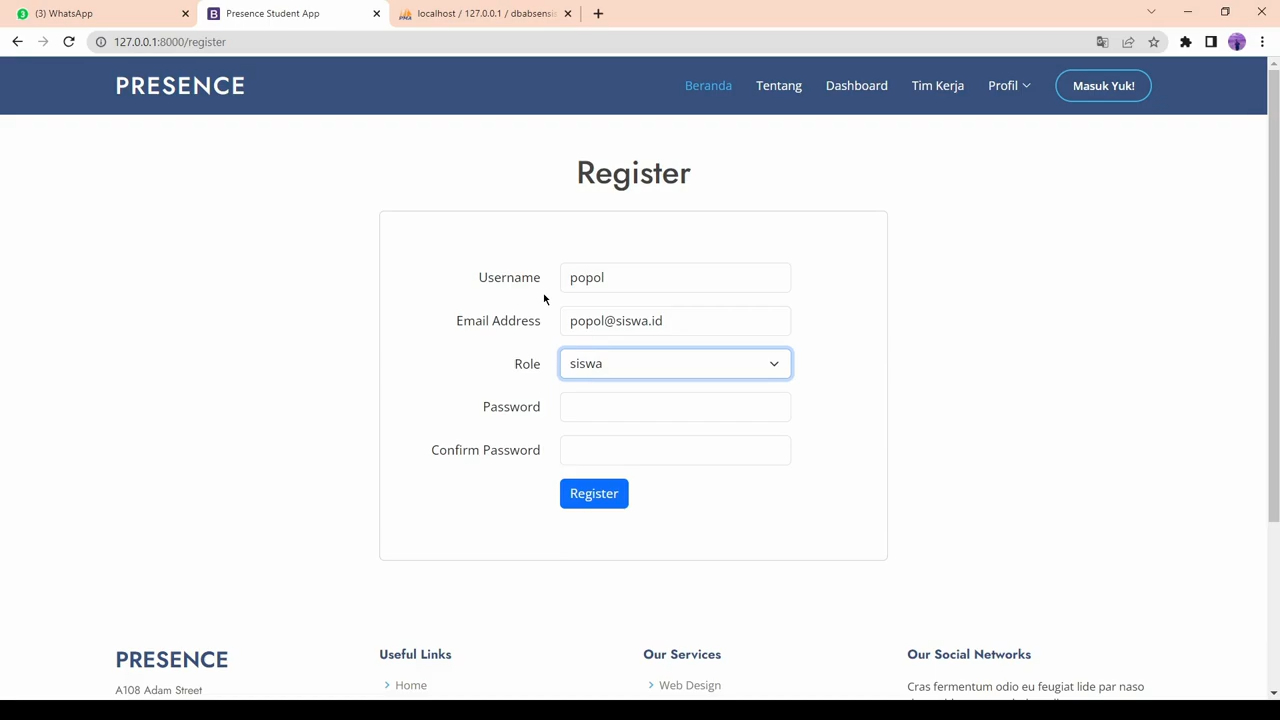 (3) WhatsApp
Presence Student App
localhost / 127.0.0.1 / dbabsensis
127.0.0.1:8000/register
PRESENCE
Beranda
Tentang
Dashboard
Tim Kerja
Profil
Masuk Yuk!
Register
Username
popol
Email Address
popol@siswa.id
Role
siswa
Password
Confirm Password
Register
PRESENCE
Useful Links
Our Services
Our Social Networks
A108 Adam Street
Home
Web Design
Cras fermentum odio eu feugiat lide par naso